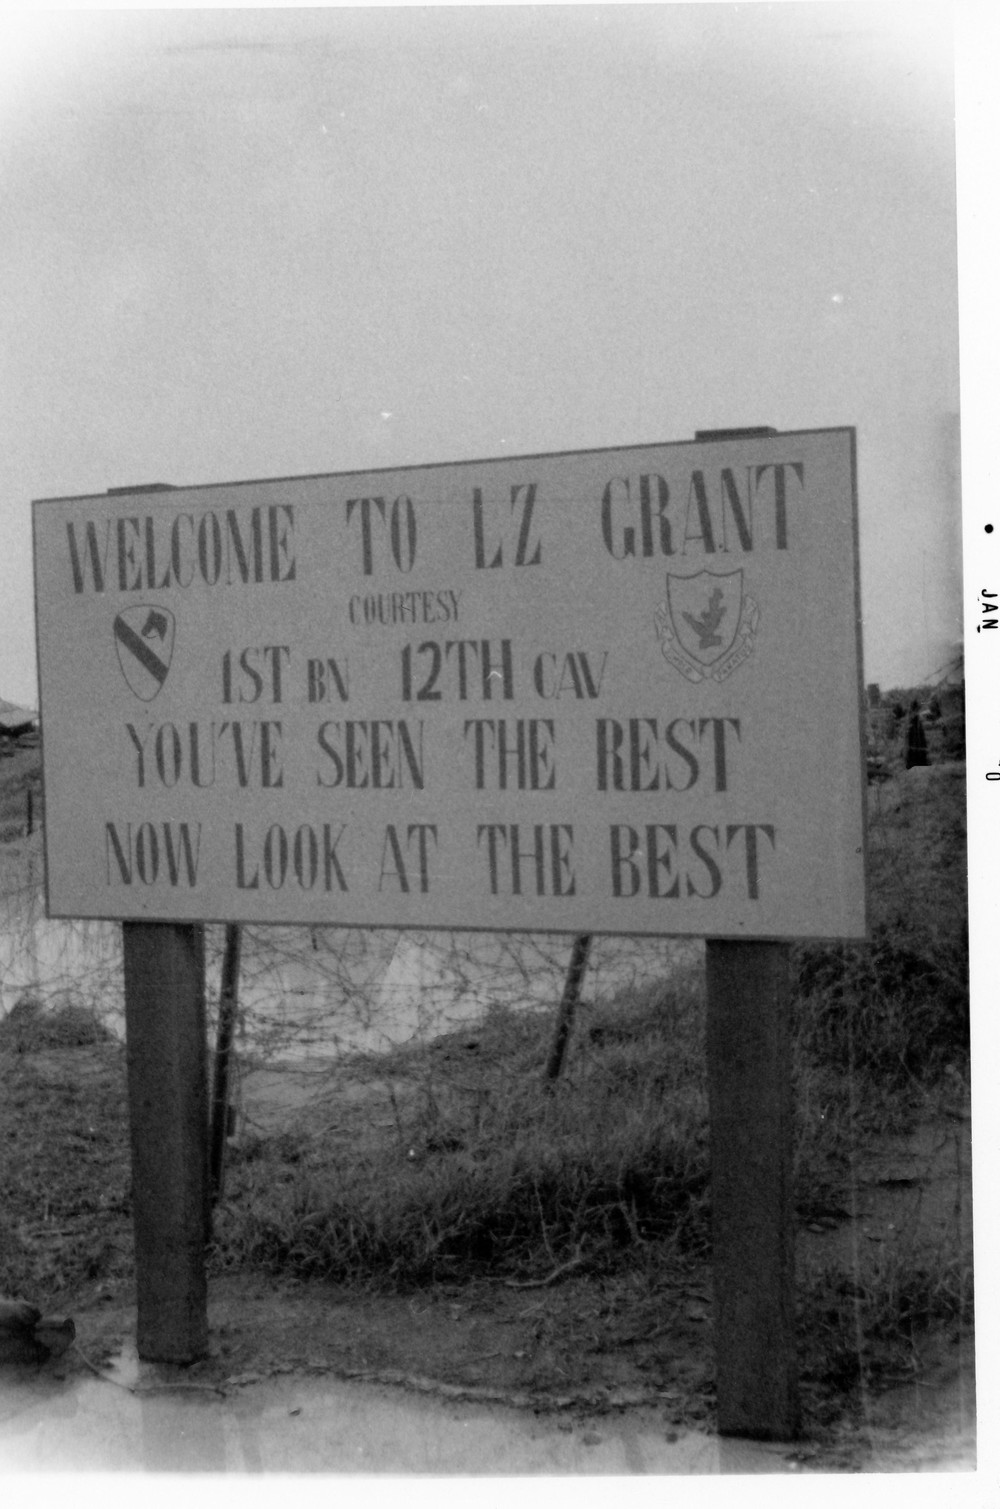 WELCOME TO LZ GRANT
COURTESY
1ST BN 12TH CAV
YOU'VE SEEN THE REST
NOW LOOK AT THE BEST
JAN